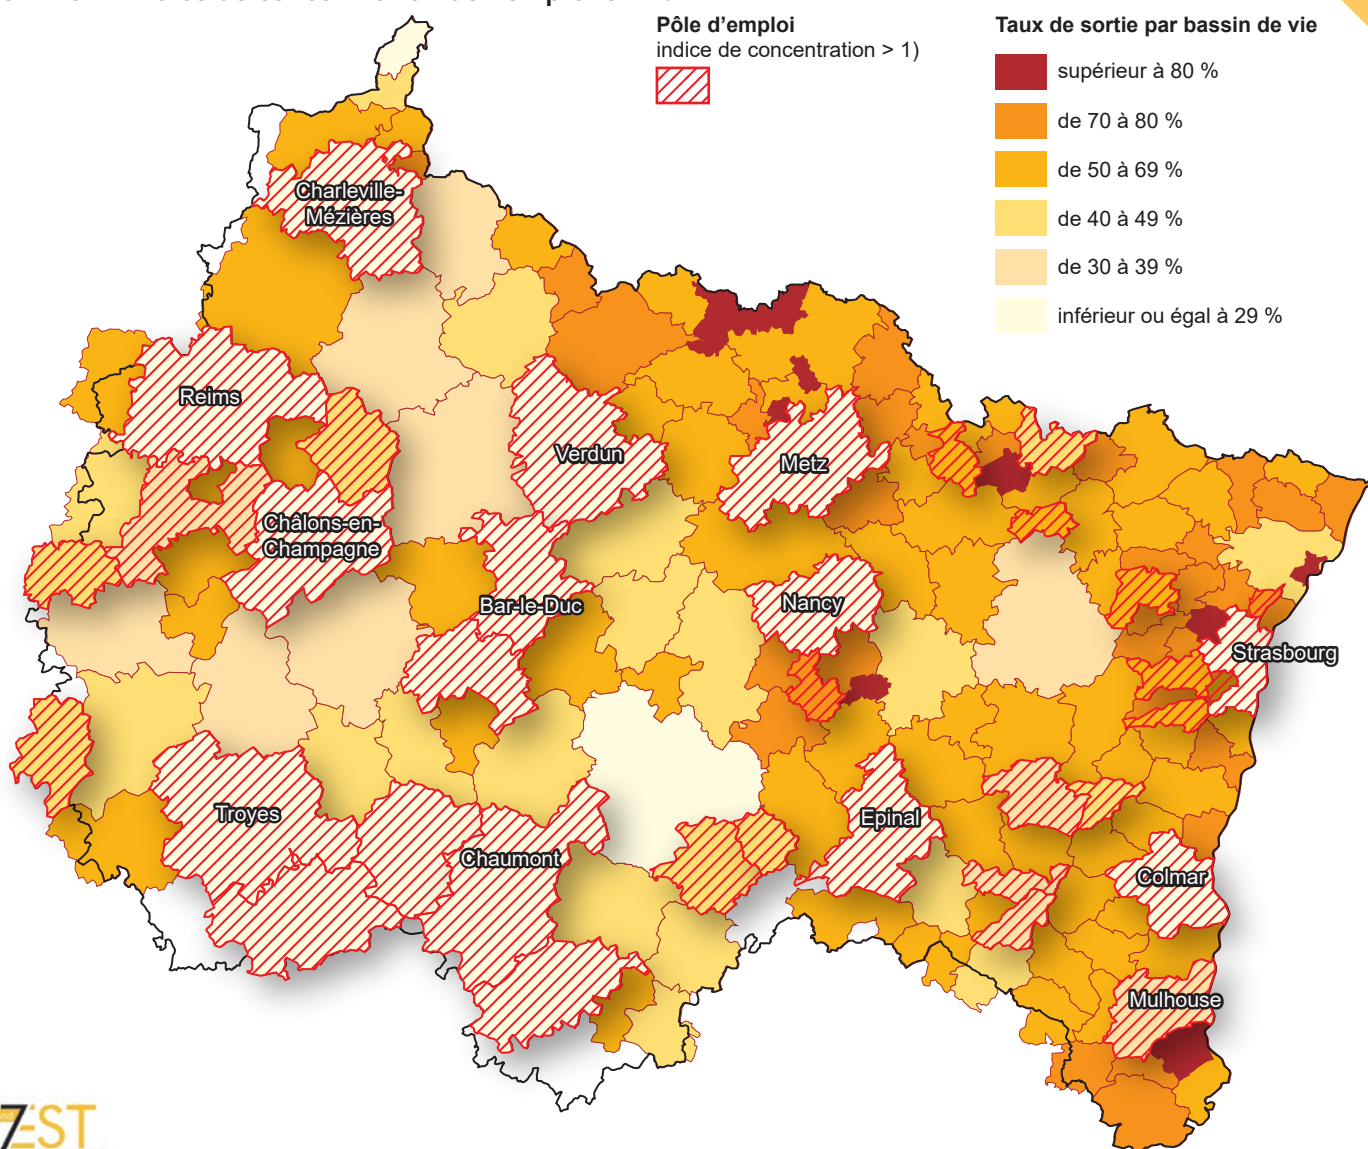 Pôle d'emploi
indice de concentration > 1)
Taux de sortie par bassin de vie
supérieur à 80 %
de 70 à 80 %
de 50 à 69 %
de 40 à 49 %
de 30 à 39 %
inférieur ou égal à 29 %
Charleville-
Mézières
Reims
Verdun
Metz
Châlons-en-
Champagne
Bar-le-Duc
Nancy
Strasbourg
Troyes
Chaumont
Epinal
Colmar
Mulhouse
EST